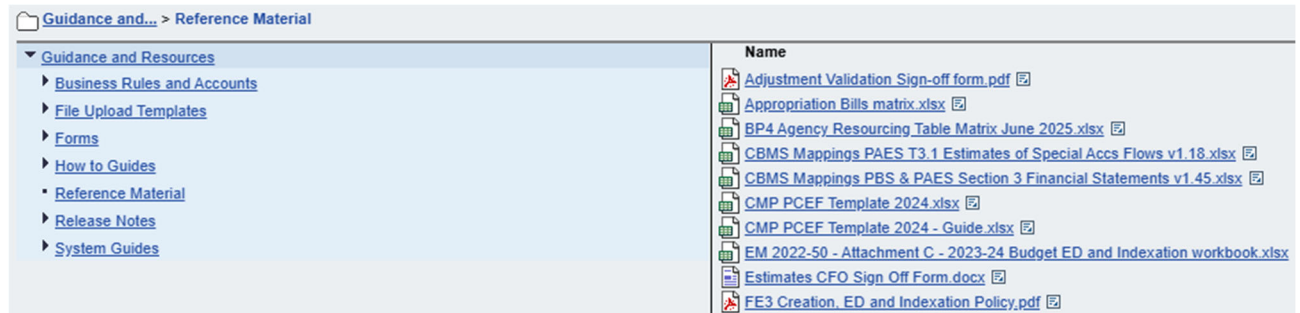 Guidance and... > Reference Material
Guidance and Resources
Business Rules and Accounts
File Upload Templates
Forms
How to Guides
Reference Material
Release Notes
System Guides
Name
Adjustment Validation Sign-off form.pdf
Appropriation Bills matrix.xlsx
BP4 Agency Resourcing Table Matrix June 2025.xlsx
CBMS Mappings PAES T3.1 Estimates of Special Accs Flows v1.18.xlsx
CBMS Mappings PBS & PAES Section 3 Financial Statements v1.45.xlsx
CMP PCEF Template 2024.xlsx
CMP PCEF Template 2024 - Guide.xlsx
EM 2022-50 - Attachment C - 2023-24 Budget ED and Indexation workbook.xlsx
Estimates CFO Sign Off Form.docx
FE3 Creation, ED and Indexation Policy.pdf